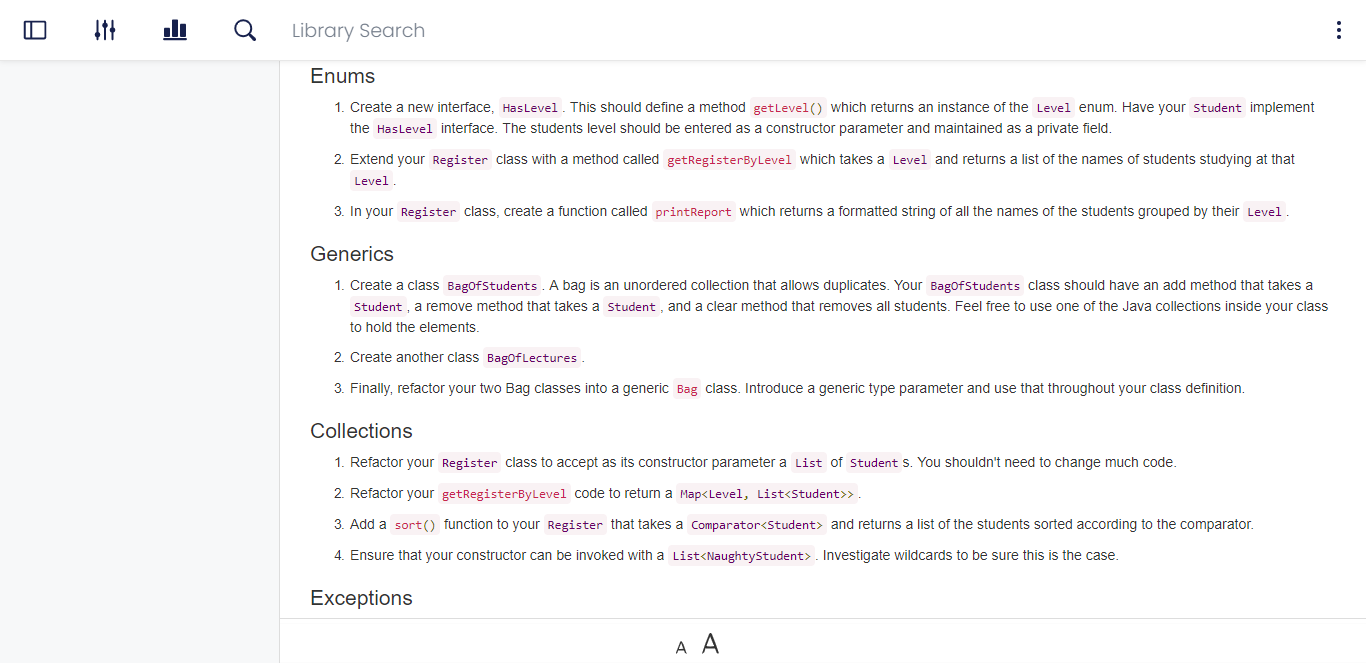 Library Search
Enums
1. Create a new interface, HasLevel . This should define a method getLevel() which returns an instance of the Level enum. Have your Student implement
the HasLevel interface. The students level should be entered as a constructor parameter and maintained as a private field.
2. Extend your Register class with a method called getRegisterByLevel which takes a Level and returns a list of the names of students studying at that
Level .
3. In your Register class, create a function called printReport which returns a formatted string of all the names of the students grouped by their Level .
Generics
1. Create a class BagOfStudents . A bag is an unordered collection that allows duplicates. Your BagOfStudents class should have an add method that takes a
Student , a remove method that takes a Student , and a clear method that removes all students. Feel free to use one of the Java collections inside your class
to hold the elements.
2. Create another class BagOfLectures .
3. Finally, refactor your two Bag classes into a generic Bag class. Introduce a generic type parameter and use that throughout your class definition.
Collections
1. Refactor your Register class to accept as its constructor parameter a List of Student s. You shouldn't need to change much code.
2. Refactor your getRegisterByLevel code to return a Map<Level, List<Student>> .
3. Add a sort() function to your Register that takes a Comparator<Student> and returns a list of the students sorted according to the comparator.
4. Ensure that your constructor can be invoked with a List<NaughtyStudent> . Investigate wildcards to be sure this is the case.
Exceptions
A A